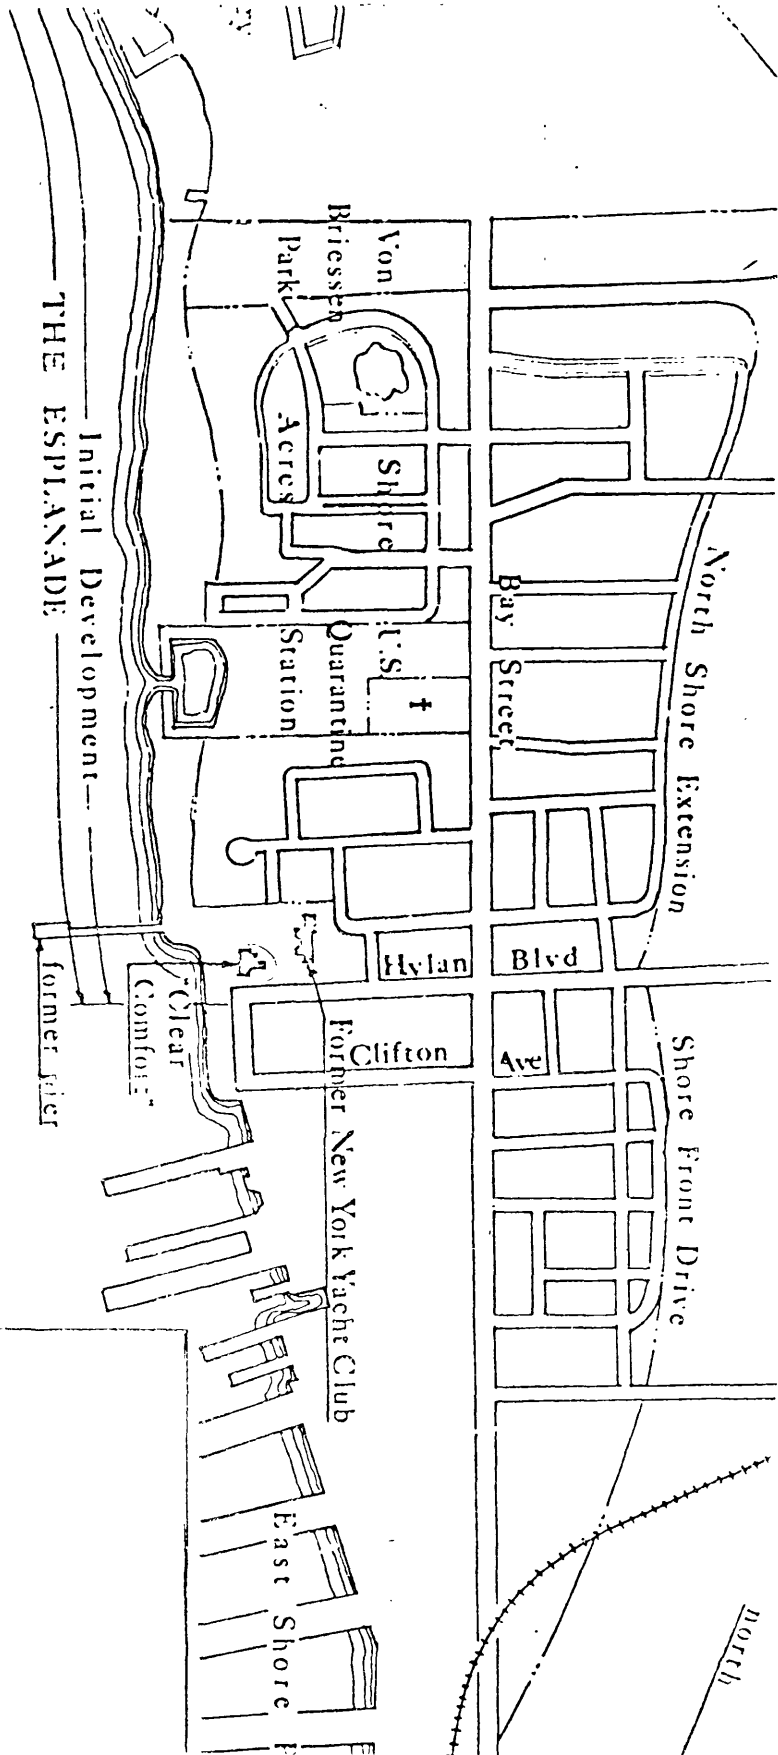 Von
Briessen
Park
Shore
Acres
THE ESPLANADE
Initial Development
U.S.
Quarantine
Station
Bay Street
North Shore Extension
Hylan Blvd
Clifton Ave
Shore Front Drive
"Clear
Comfort"
former pier
Former New York Yacht Club
East Shore
north